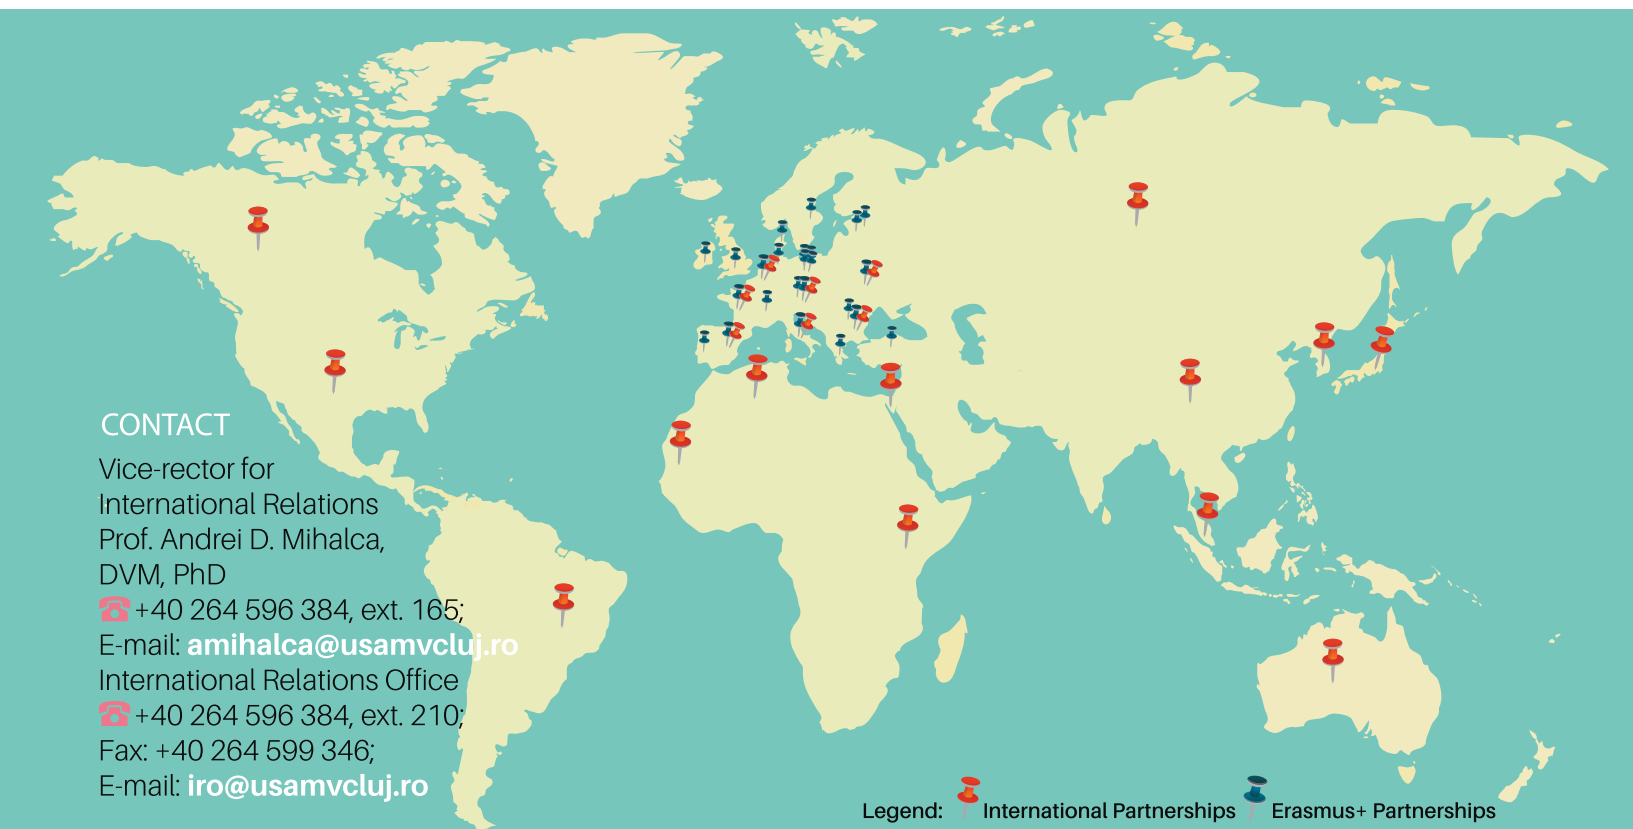 CONTACT
Vice-rector for
International Relations
Prof. Andrei D. Mihalca,
DVM, PhD
☎ +40 264 596 384, ext. 165;
E-mail: amihalca@usamvcluj.ro
International Relations Office
☎ +40 264 596 384, ext. 210;
Fax: +40 264 599 346;
E-mail: iro@usamvcluj.ro
Legend: International Partnerships Erasmus+ Partnerships